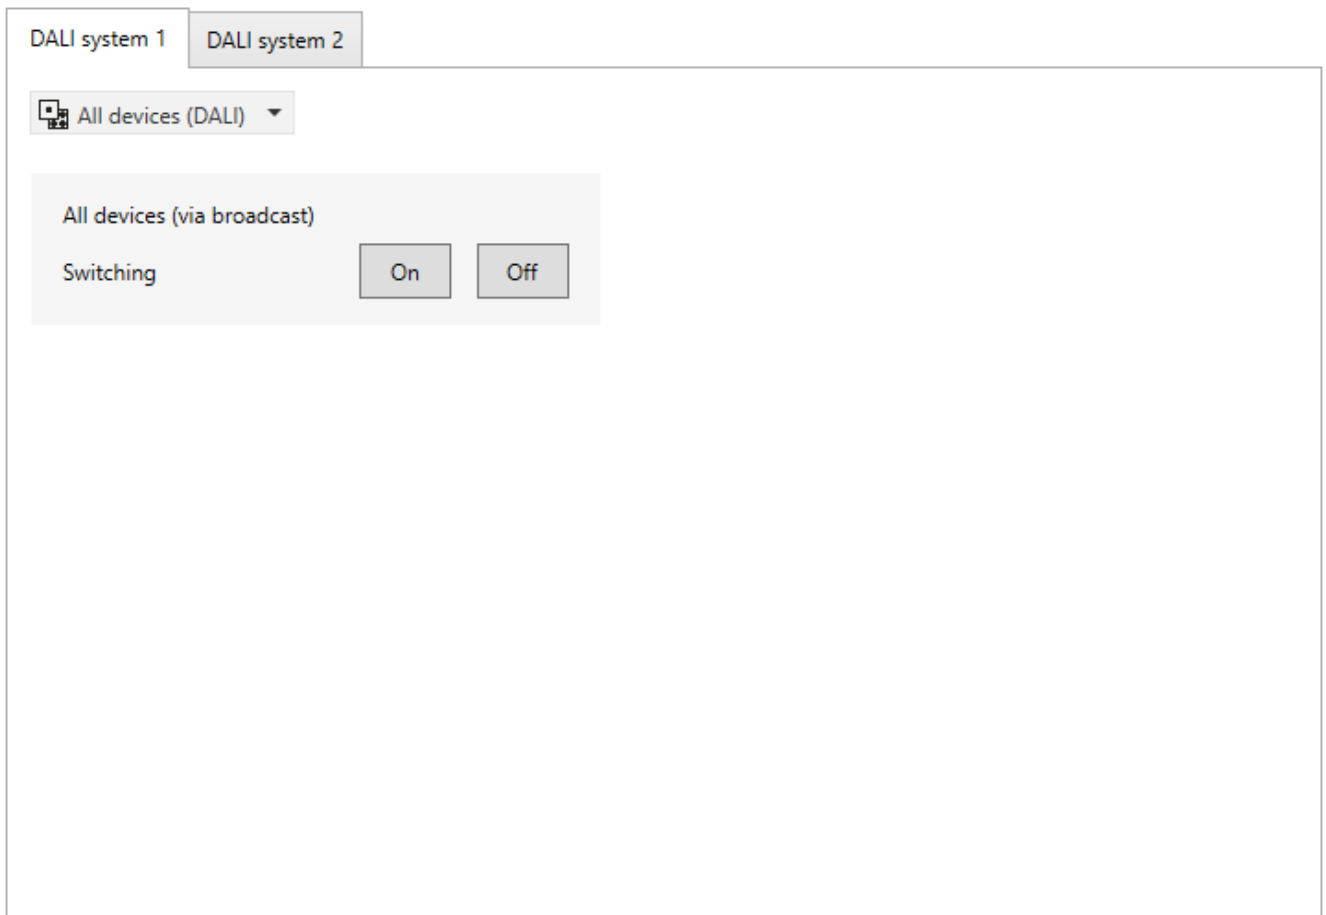 DALI system 1
DALI system 2
All devices (DALI)
All devices (via broadcast)
Switching
On
Off